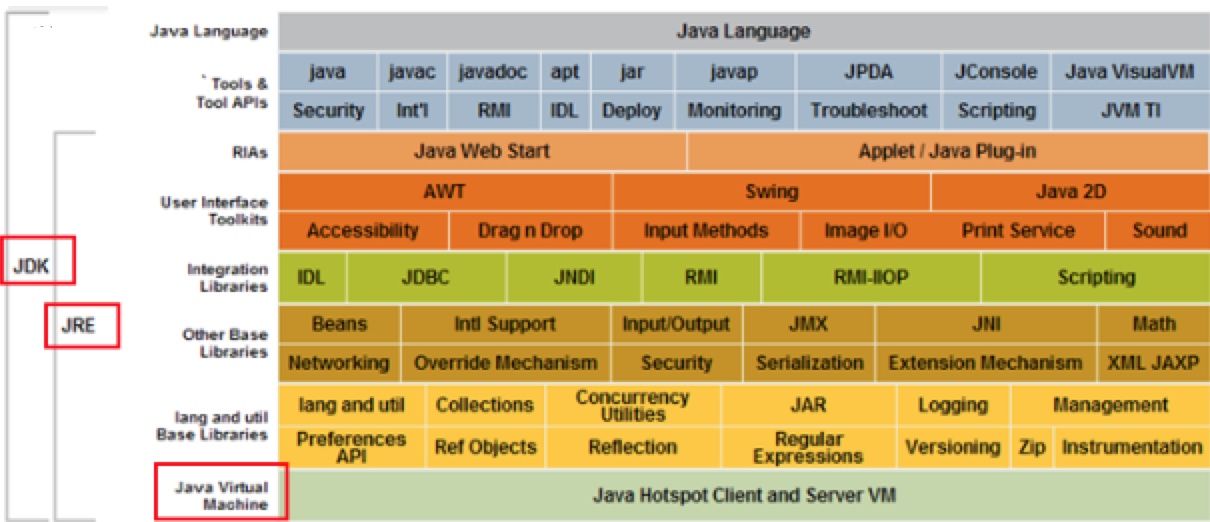 Java Language Java Language
Tools & Tool APIs
java javac javadoc apt jar javap JPDA JConsole Java VisualVM
Security Int'l RMI IDL Deploy Monitoring Troubleshoot Scripting JVM TI
RIAs Java Web Start Applet / Java Plug-in
User Interface Toolkits
AWT Swing Java 2D
Accessibility Drag n Drop Input Methods Image I/O Print Service Sound
JDK
Integration Libraries
IDL JDBC JNDI RMI RMI-IIOP Scripting
JRE
Other Base Libraries
Beans Intl Support Input/Output JMX JNI Math
Networking Override Mechanism Security Serialization Extension Mechanism XML JAXP
lang and util Base Libraries
lang and util Collections Concurrency Utilities JAR Logging Management
Preferences API Ref Objects Reflection Regular Expressions Versioning Zip Instrumentation
Java Virtual Machine
Java Hotspot Client and Server VM